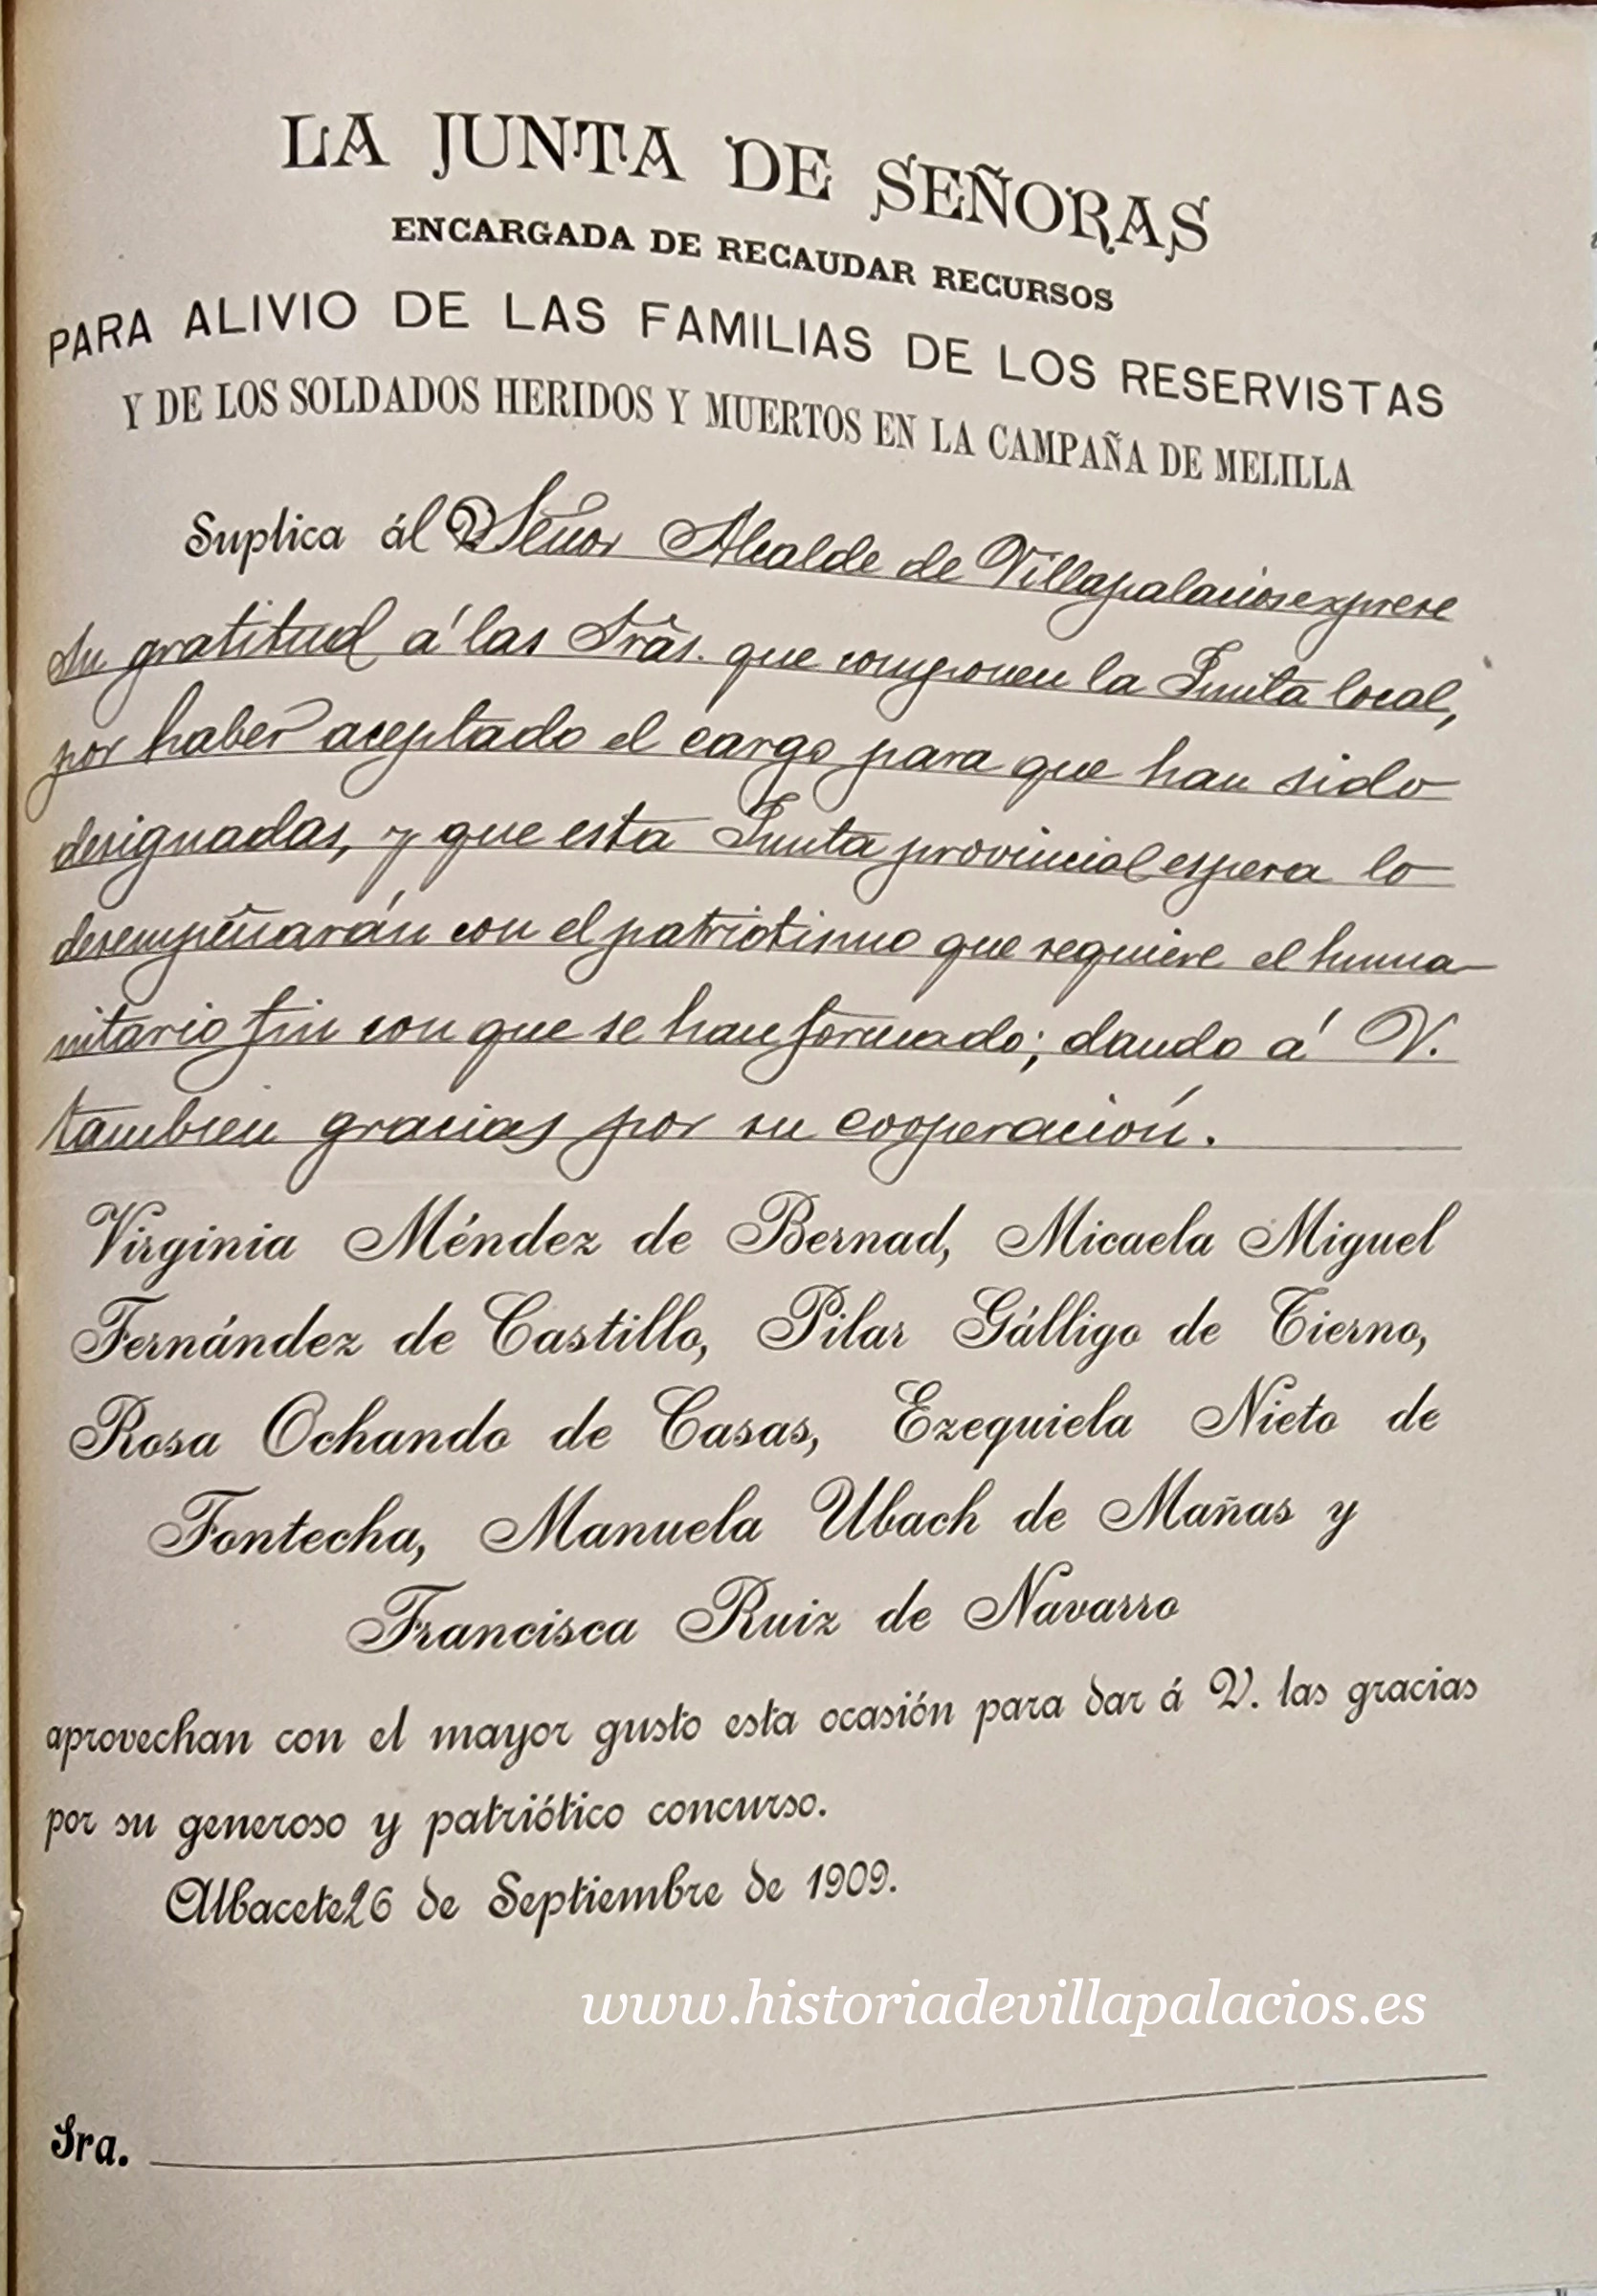 LA JUNTA DE SEÑORAS
ENCARGADA DE RECAUDAR RECURSOS
PARA ALIVIO DE LAS FAMILIAS DE LOS RESERVISTAS
Y DE LOS SOLDADOS HERIDOS Y MUERTOS EN LA CAMPAÑA DE MELILLA
Suplica ál Señor Alcalde de Villapalacios exprese
su gratitud á las Srâs. que componen la Junta local,
por haber aceptado el cargo para que han sido
designadas, y que esta Junta provincial espera lo
desempeñarán con el patriotismo que requiere el huma-
nitario fin con que se han formado; dando á V.
tambien gracias por su cooperación.
Virginia Méndez de Bernad, Micaela Miguel
Fernández de Castillo, Pilar Gálligo de Tierno,
Rosa Ochando de Casas, Ezequiela Nieto de
Fontecha, Manuela Ubach de Mañas y
Francisca Ruiz de Navarro
aprovechan con el mayor gusto esta ocasión para dar á V. las gracias
por su generoso y patriótico concurso.
Albacete 26 de Septiembre de 1909.
www.historiadevillapalacios.es
Sra.